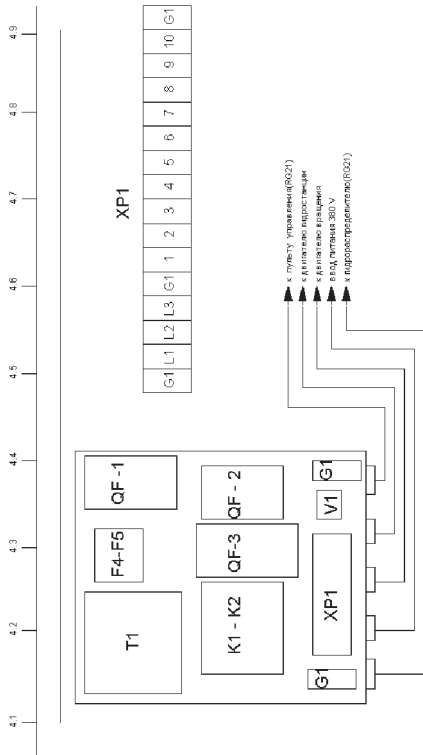 4.1 4.2 4.3 4.4 4.5 4.6 4.7 4.8 4.9
XP1
G1 L1 L2 L3 G1 1 2 3 4 5 6 7 8 9 10 G1
T1
F4-F5
QF -1
K1 - K2
QF-3
QF - 2
G1
XP1
V1
G1
к пульту управления(RG21)
к двигателю гидростанции
к двигателю вращения
ввод питания 380 V
к гидрораспределителю(RG21)